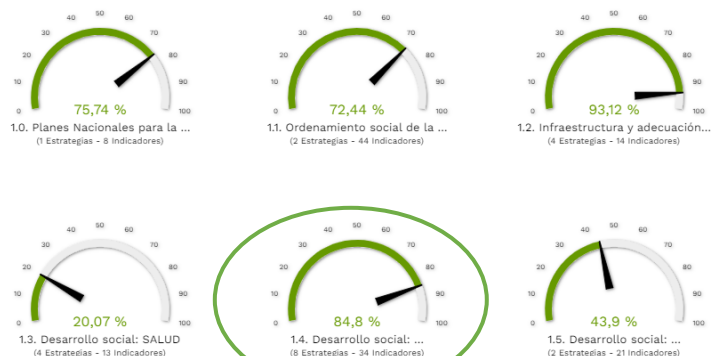 0 10 20 30 40 50 60 70 80 90 100
75,74 %
1.0. Planes Nacionales para la ...
(1 Estrategias - 8 Indicadores)
0 10 20 30 40 50 60 70 80 90 100
72,44 %
1.1. Ordenamiento social de la ...
(2 Estrategias - 44 Indicadores)
0 10 20 30 40 50 60 70 80 90 100
93,12 %
1.2. Infraestructura y adecuación...
(4 Estrategias - 14 Indicadores)
0 10 20 30 40 50 60 70 80 90 100
20,07 %
1.3. Desarrollo social: SALUD
(4 Estrategias - 13 Indicadores)
0 10 20 30 40 50 60 70 80 90 100
84,8 %
1.4. Desarrollo social: ...
(8 Estrategias - 34 Indicadores)
0 10 20 30 40 50 60 70 80 90 100
43,9 %
1.5. Desarrollo social: ...
(2 Estrategias - 21 Indicadores)